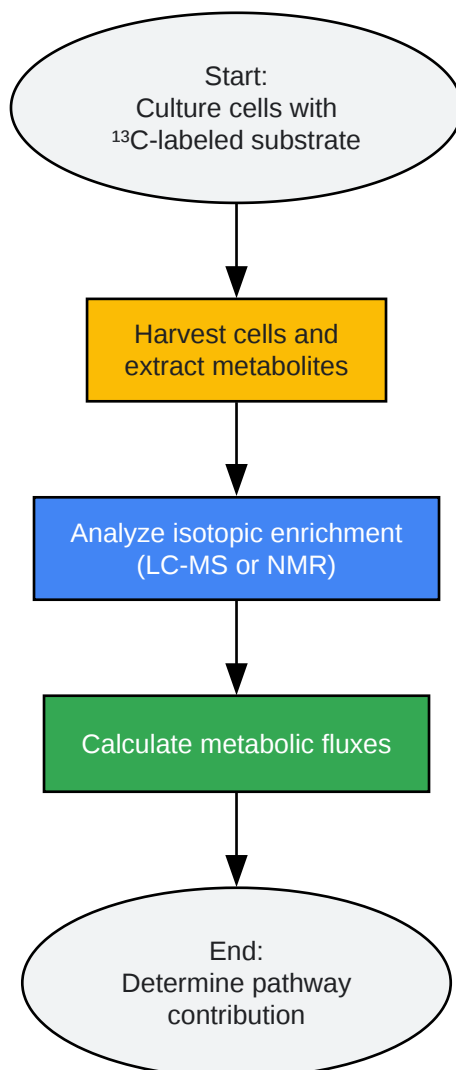 Start:
Culture cells with
¹³C-labeled substrate
Harvest cells and
extract metabolites
Analyze isotopic enrichment
(LC-MS or NMR)
Calculate metabolic fluxes
End:
Determine pathway
contribution